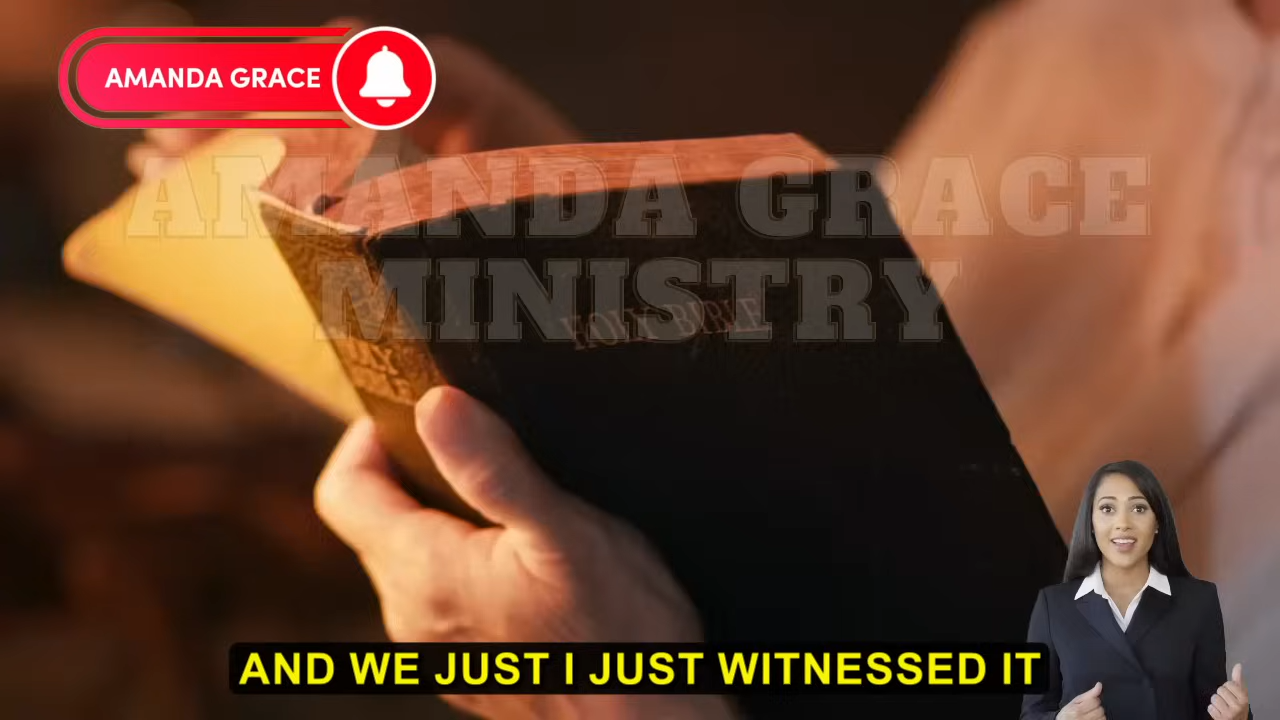 AMANDA GRACE
AMANDA GRACE
MINISTRY
HOLY BIBLE
AND WE JUST I JUST WITNESSED IT